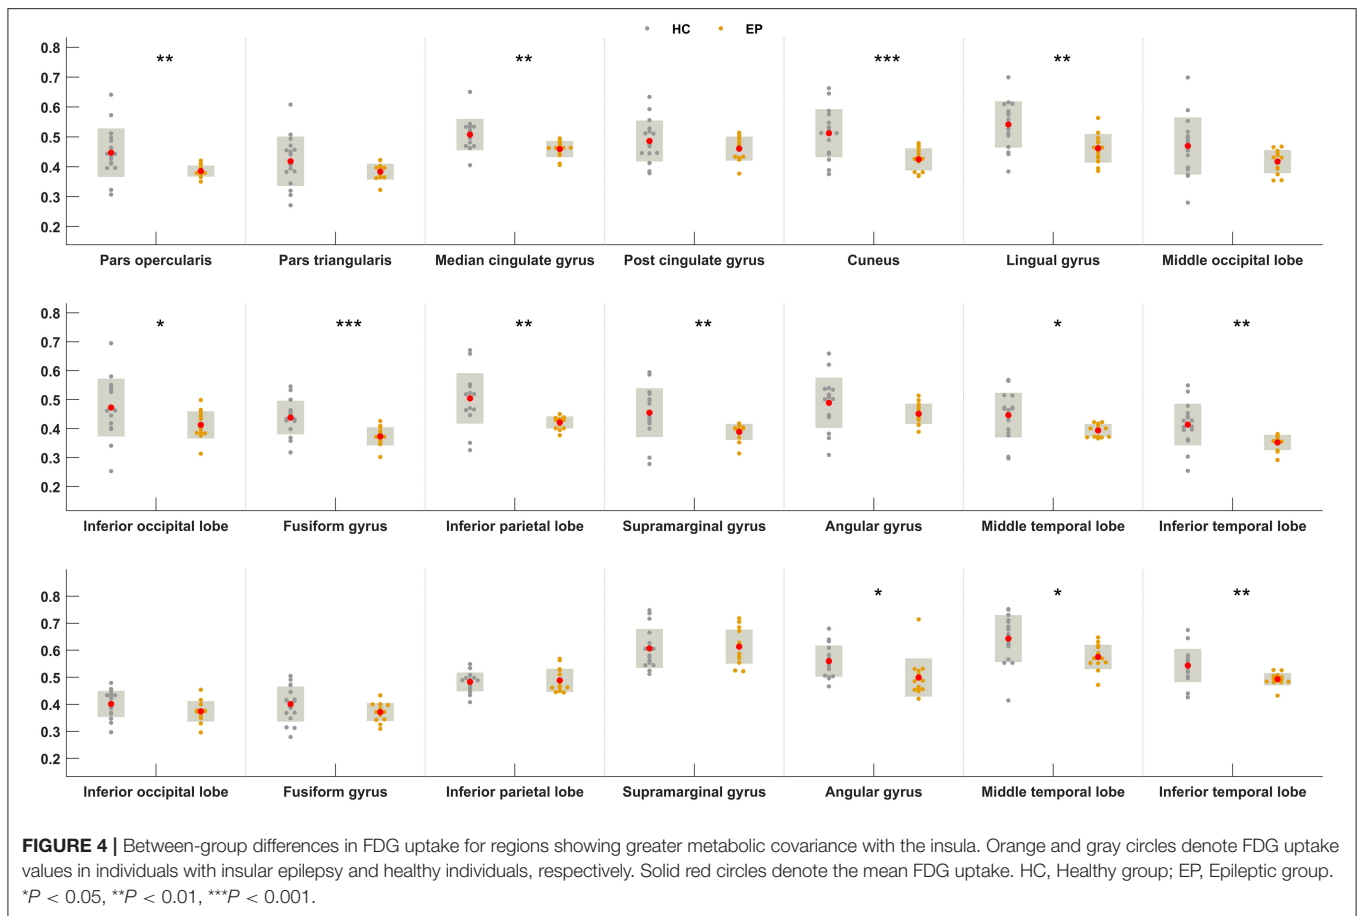 HC EP
0.8
** ** *** **
0.7
0.6
0.5
0.4
0.3
0.2
Pars opercularis Pars triangularis Median cingulate gyrus Post cingulate gyrus Cuneus Lingual gyrus Middle occipital lobe
0.8
* *** ** ** * **
0.7
0.6
0.5
0.4
0.3
0.2
Inferior occipital lobe Fusiform gyrus Inferior parietal lobe Supramarginal gyrus Angular gyrus Middle temporal lobe Inferior temporal lobe
0.8
* * **
0.7
0.6
0.5
0.4
0.3
0.2
Inferior occipital lobe Fusiform gyrus Inferior parietal lobe Supramarginal gyrus Angular gyrus Middle temporal lobe Inferior temporal lobe
FIGURE 4 | Between-group differences in FDG uptake for regions showing greater metabolic covariance with the insula. Orange and gray circles denote FDG uptake
values in individuals with insular epilepsy and healthy individuals, respectively. Solid red circles denote the mean FDG uptake. HC, Healthy group; EP, Epileptic group.
*P < 0.05, **P < 0.01, ***P < 0.001.